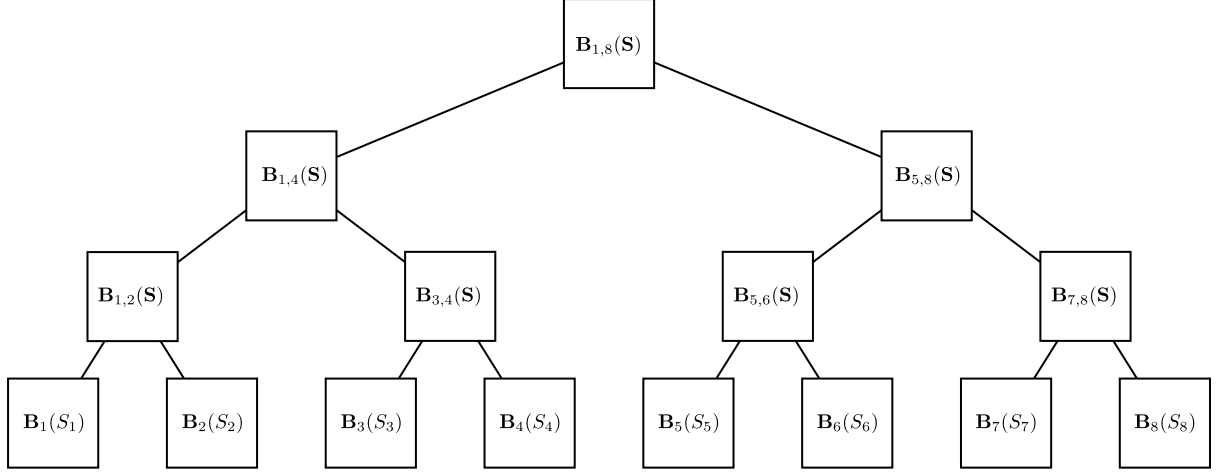 B₁,₈(S)
B₁,₄(S)
B₅,₈(S)
B₁,₂(S)
B₃,₄(S)
B₅,₆(S)
B₇,₈(S)
B₁(S₁)
B₂(S₂)
B₃(S₃)
B₄(S₄)
B₅(S₅)
B₆(S₆)
B₇(S₇)
B₈(S₈)